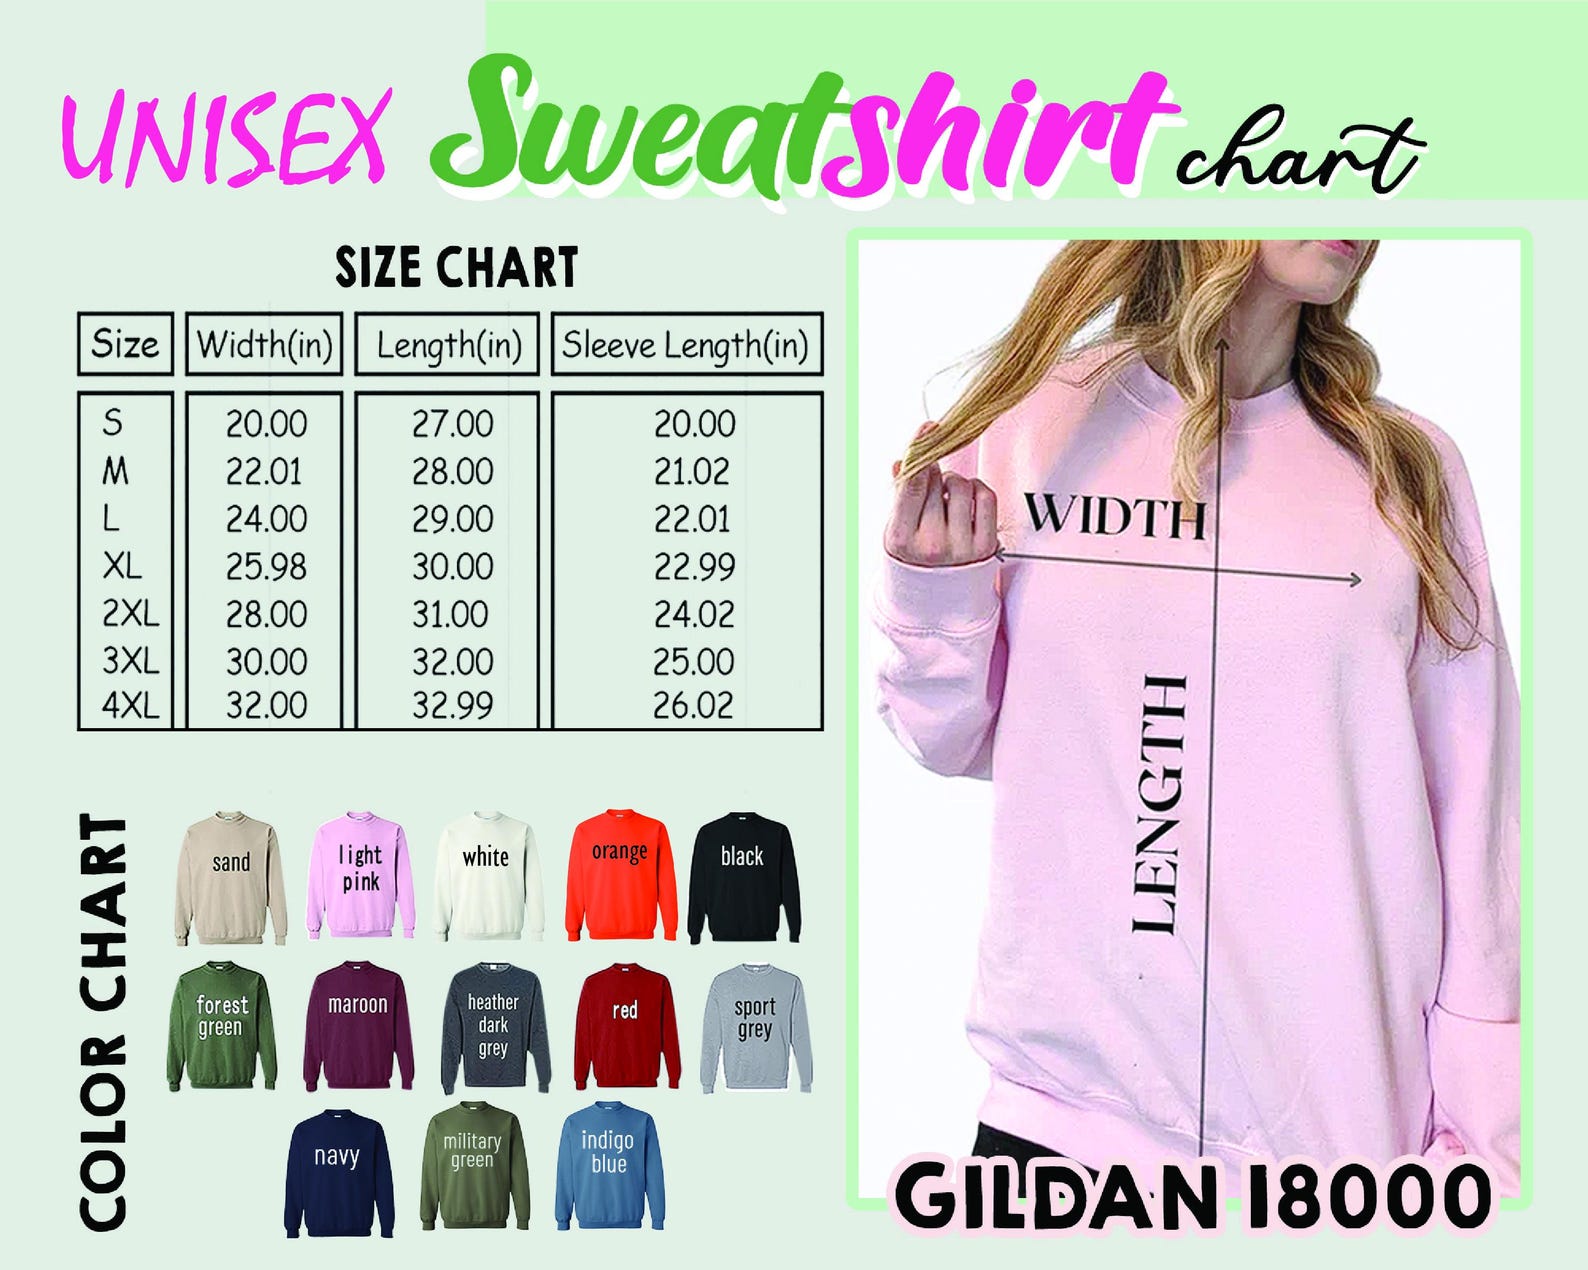 UNISEX Sweatshirt chart
SIZE CHART
Size Width(in) Length(in) Sleeve Length(in)
S 20.00 27.00 20.00
M 22.01 28.00 21.02
L 24.00 29.00 22.01
XL 25.98 30.00 22.99
2XL 28.00 31.00 24.02
3XL 30.00 32.00 25.00
4XL 32.00 32.99 26.02
WIDTH
LENGTH
GILDAN 18000
COLOR CHART
sand
light
pink
white
orange
black
forest
green
maroon
heather
dark
grey
red
sport
grey
navy
military
green
indigo
blue